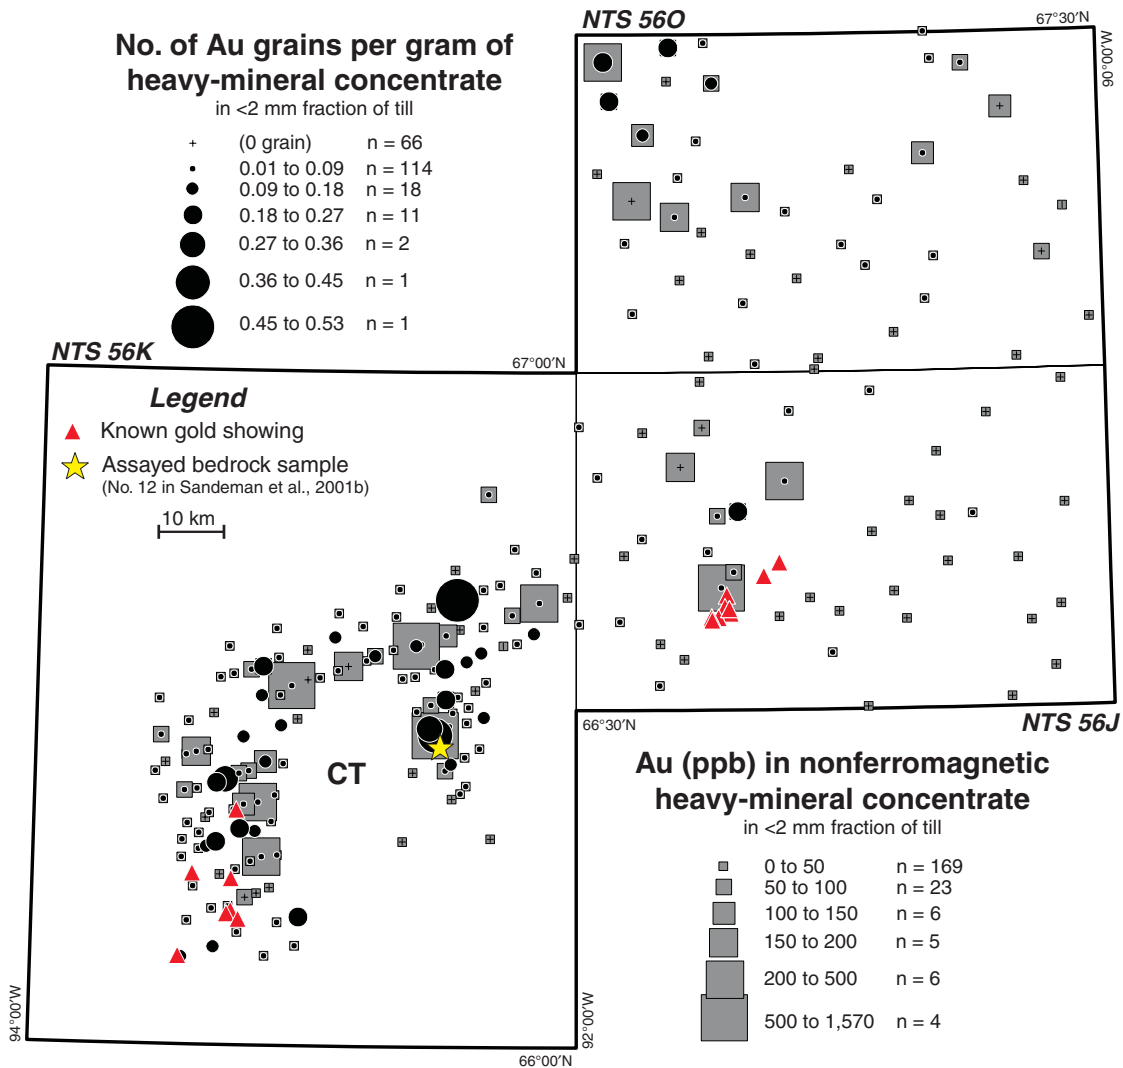 NTS 56O
67°30′N
90°00′W
No. of Au grains per gram of
heavy-mineral concentrate
in <2 mm fraction of till
(0 grain) n = 66
0.01 to 0.09 n = 114
0.09 to 0.18 n = 18
0.18 to 0.27 n = 11
0.27 to 0.36 n = 2
0.36 to 0.45 n = 1
0.45 to 0.53 n = 1
NTS 56K
67°00′N
Legend
Known gold showing
Assayed bedrock sample
(No. 12 in Sandeman et al., 2001b)
10 km
CT
66°30′N
NTS 56J
Au (ppb) in nonferromagnetic
heavy-mineral concentrate
in <2 mm fraction of till
0 to 50 n = 169
50 to 100 n = 23
100 to 150 n = 6
150 to 200 n = 5
200 to 500 n = 6
500 to 1,570 n = 4
94°00′W
92°00′W
66°00′N